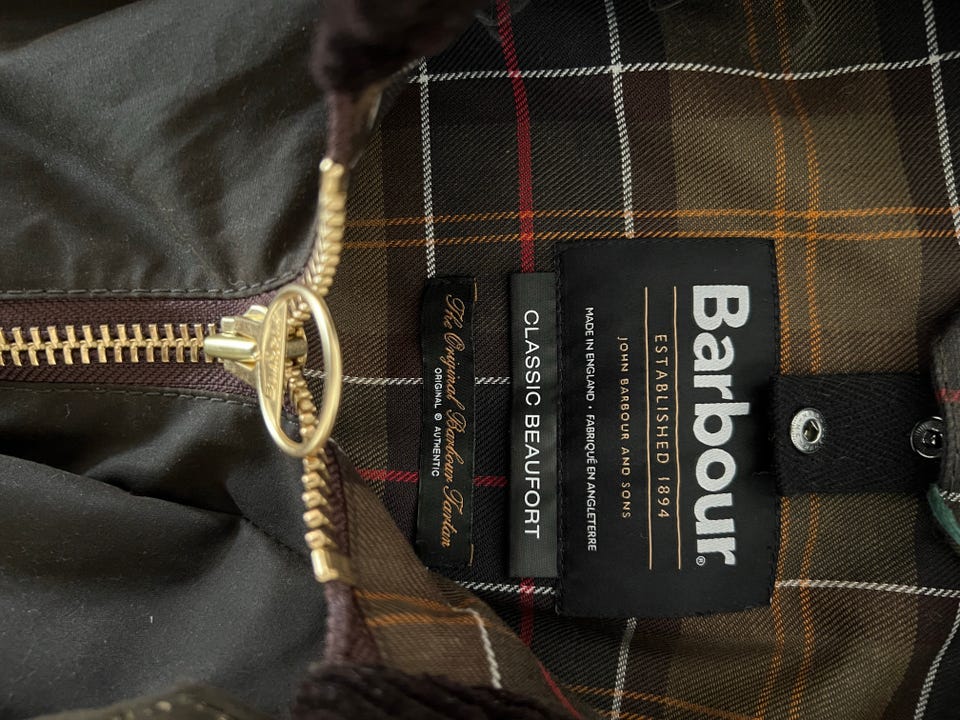 Barbour®
ESTABLISHED 1894
JOHN BARBOUR AND SONS
MADE IN ENGLAND • FABRIQUÉ EN ANGLETERRE
CLASSIC BEAUFORT
The Original Barbour Tartan
ORIGINAL @ AUTHENTIC